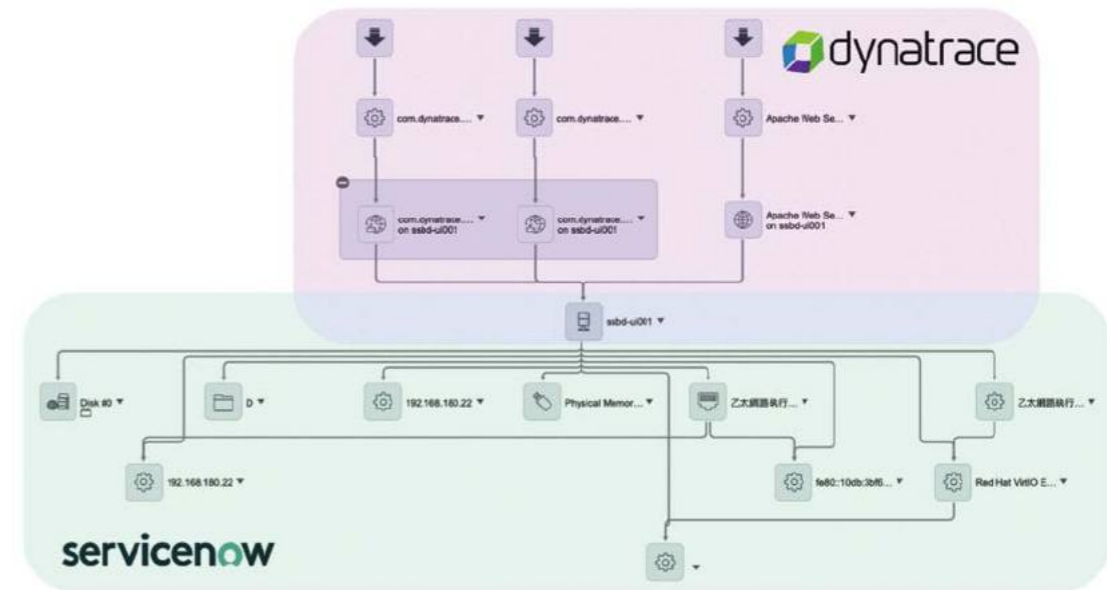 dynatrace
com.dynatrace....
com.dynatrace....
Apache Web Se...
com.dynatrace....
on ssbd-ui001
com.dynatrace....
on ssbd-ui001
Apache Web Se...
on ssbd-ui001
ssbd-ui001
Disk #0
D
192.168.180.22
Physical Memor...
乙太網路執行...
乙太網路執行...
192.168.180.22
fe80::10db:3bf6...
Red Hat VirtIO E...
servicenow